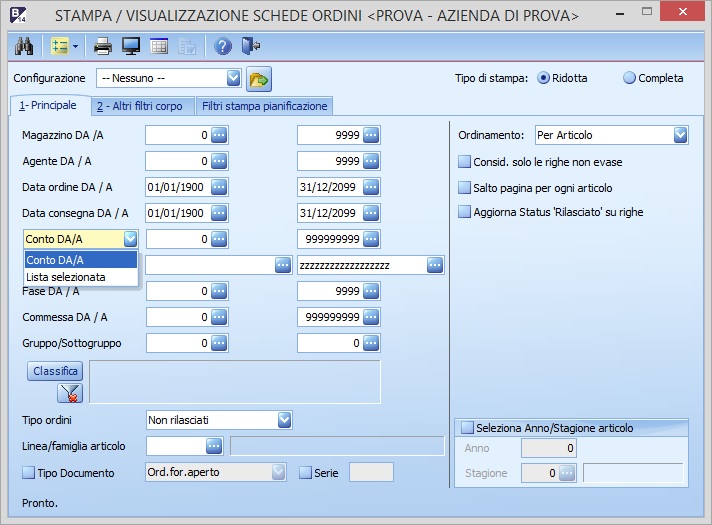 B 14 STAMPA / VISUALIZZAZIONE SCHEDE ORDINI <PROVA - AZIENDA DI PROVA>
Configurazione -- Nessuno -- Tipo di stampa: Ridotta Completa
1- Principale 2 - Altri filtri corpo Filtri stampa pianificazione
Magazzino DA /A 0 9999 Ordinamento: Per Articolo
Agente DA / A 0 9999 Consid. solo le righe non evase
Data ordine DA / A 01/01/1900 31/12/2099 Salto pagina per ogni articolo
Data consegna DA / A 01/01/1900 31/12/2099 Aggiorna Status 'Rilasciato' su righe
Conto DA/A 0 999999999
Conto DA/A zzzzzzzzzzzzzzzzzz
Lista selezionata
Fase DA / A 0 9999
Commessa DA / A 0 999999999
Gruppo/Sottogruppo 0 0
Classifica
Tipo ordini Non rilasciati Seleziona Anno/Stagione articolo
Linea/famiglia articolo Anno 0
Tipo Documento Ord.for.aperto Serie Stagione 0
Pronto.